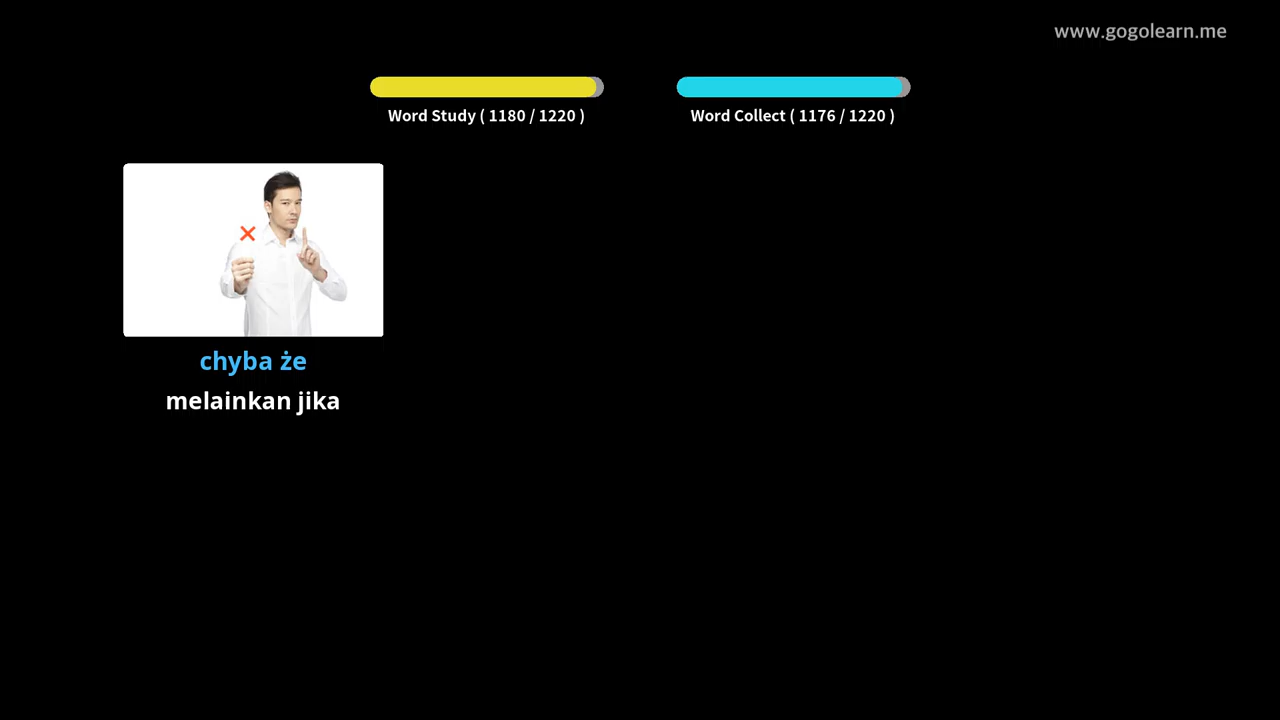 www.gogolearn.me
Word Study ( 1180 / 1220 )
Word Collect ( 1176 / 1220 )
chyba że
melainkan jika